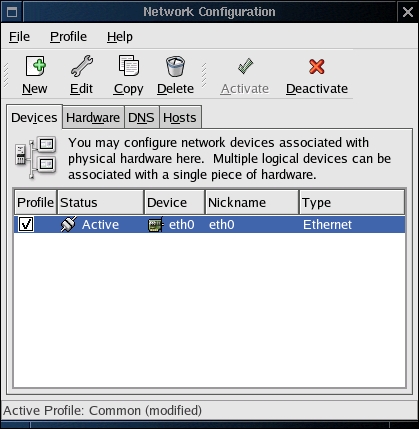 Network Configuration
File Profile Help
New Edit Copy Delete Activate Deactivate
Devices Hardware DNS Hosts
You may configure network devices associated with
physical hardware here. Multiple logical devices can be
associated with a single piece of hardware.
Profile Status Device Nickname Type
Active eth0 eth0 Ethernet
Active Profile: Common (modified)